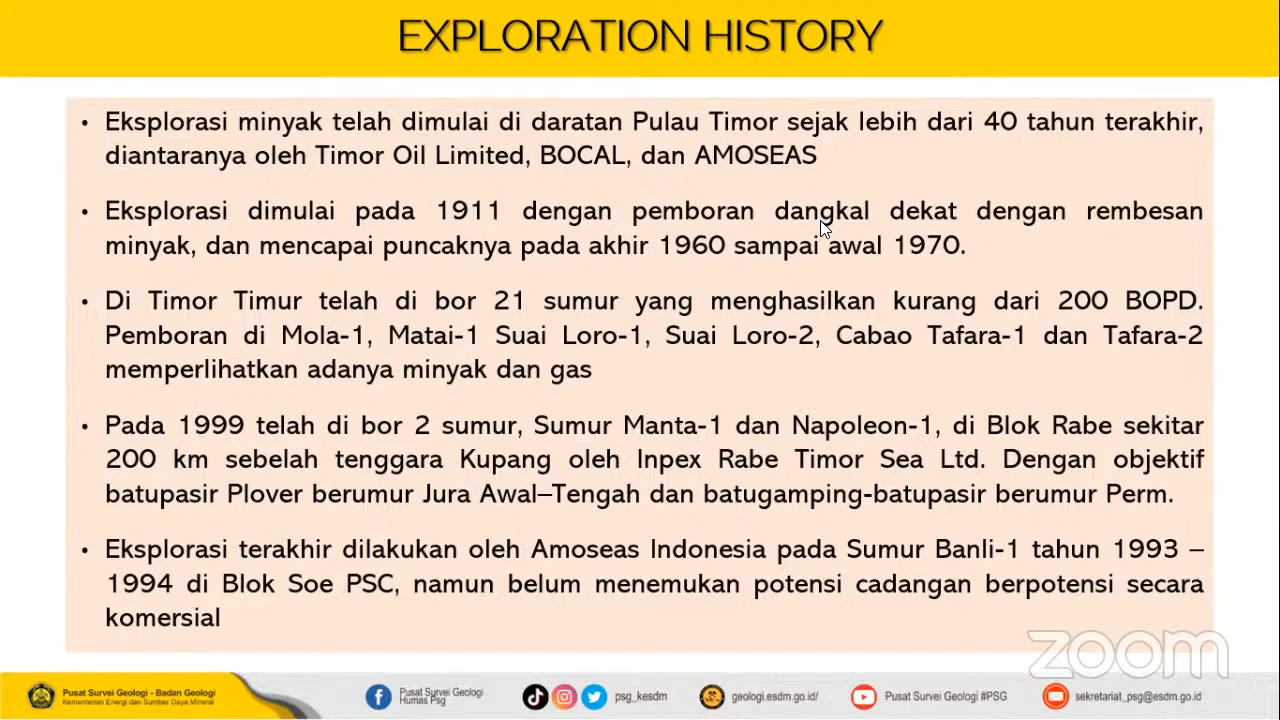 EXPLORATION HISTORY
• Eksplorasi minyak telah dimulai di daratan Pulau Timor sejak lebih dari 40 tahun terakhir,
diantaranya oleh Timor Oil Limited, BOCAL, dan AMOSEAS
• Eksplorasi dimulai pada 1911 dengan pemboran dangkal dekat dengan rembesan
minyak, dan mencapai puncaknya pada akhir 1960 sampai awal 1970.
• Di Timor Timur telah di bor 21 sumur yang menghasilkan kurang dari 200 BOPD.
Pemboran di Mola-1, Matai-1 Suai Loro-1, Suai Loro-2, Cabao Tafara-1 dan Tafara-2
memperlihatkan adanya minyak dan gas
• Pada 1999 telah di bor 2 sumur, Sumur Manta-1 dan Napoleon-1, di Blok Rabe sekitar
200 km sebelah tenggara Kupang oleh Inpex Rabe Timor Sea Ltd. Dengan objektif
batupasir Plover berumur Jura Awal–Tengah dan batugamping-batupasir berumur Perm.
• Eksplorasi terakhir dilakukan oleh Amoseas Indonesia pada Sumur Banli-1 tahun 1993 –
1994 di Blok Soe PSC, namun belum menemukan potensi cadangan berpotensi secara
komersial
zoom
Pusat Survei Geologi - Badan Geologi
Kementerian Energi dan Sumber Daya Mineral
Pusat Survei Geologi
Humas Psg
psg_kesdm
geologi.esdm.go.id/
Pusat Survei Geologi #PSG
sekretariat_psg@esdm.go.id